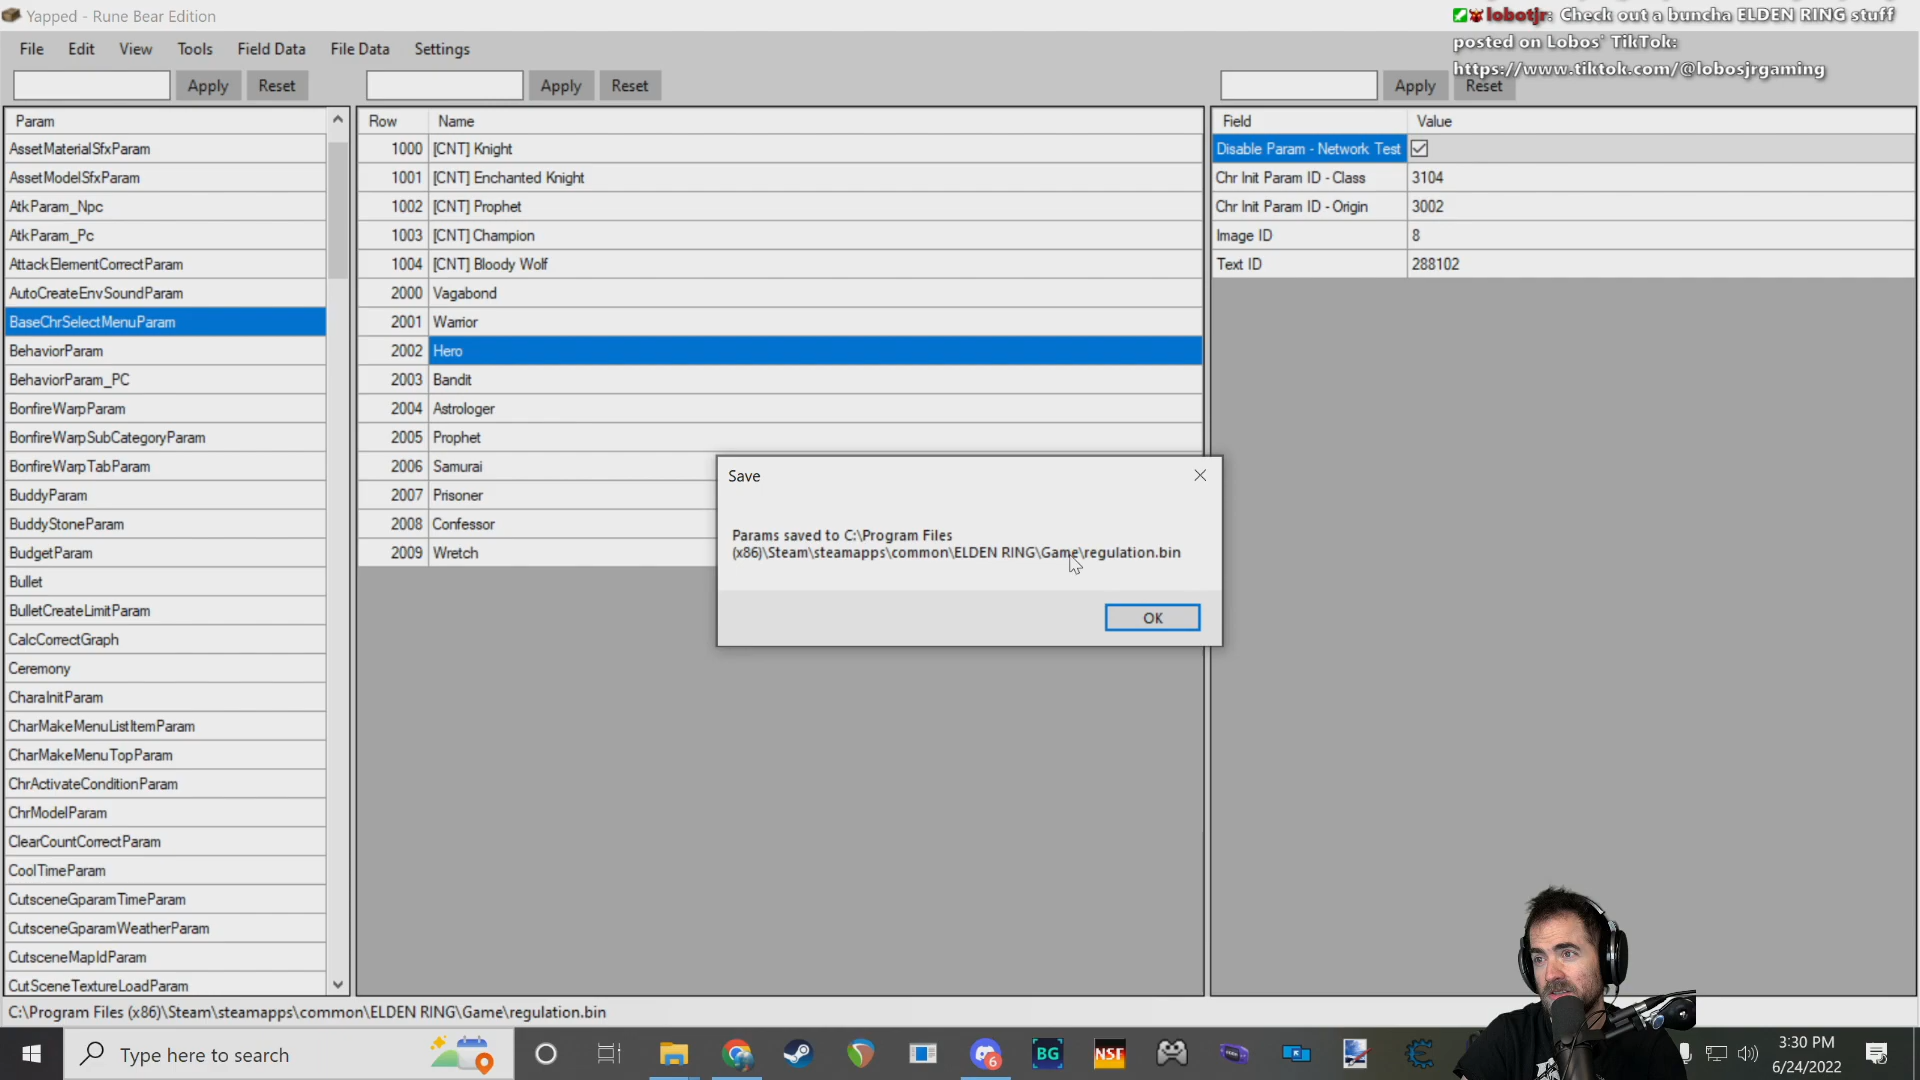 Yapped - Rune Bear Edition
lobotjr: Check out a buncha ELDEN RING stuff
posted on Lobos' TikTok:
https://www.tiktok.com/@lobosjrgaming
File Edit View Tools Field Data File Data Settings
Apply Reset Apply Reset Apply Reset
Param
AssetMaterialSfxParam
AssetModelSfxParam
AtkParam_Npc
AtkParam_Pc
AttackElementCorrectParam
AutoCreateEnvSoundParam
BaseChrSelectMenuParam
BehaviorParam
BehaviorParam_PC
BonfireWarpParam
BonfireWarpSubCategoryParam
BonfireWarpTabParam
BuddyParam
BuddyStoneParam
BudgetParam
Bullet
BulletCreateLimitParam
CalcCorrectGraph
Ceremony
CharaInitParam
CharMakeMenuListItemParam
CharMakeMenuTopParam
ChrActivateConditionParam
ChrModelParam
ClearCountCorrectParam
CoolTimeParam
CutsceneGparamTimeParam
CutsceneGparamWeatherParam
CutsceneMapIdParam
CutSceneTextureLoadParam
Row Name
1000 [CNT] Knight
1001 [CNT] Enchanted Knight
1002 [CNT] Prophet
1003 [CNT] Champion
1004 [CNT] Bloody Wolf
2000 Vagabond
2001 Warrior
2002 Hero
2003 Bandit
2004 Astrologer
2005 Prophet
2006 Samurai
2007 Prisoner
2008 Confessor
2009 Wretch
Field Value
Disable Param - Network Test
Chr Init Param ID - Class 3104
Chr Init Param ID - Origin 3002
Image ID 8
Text ID 288102
Save
Params saved to C:\Program Files
(x86)\Steam\steamapps\common\ELDEN RING\Game\regulation.bin
OK
C:\Program Files (x86)\Steam\steamapps\common\ELDEN RING\Game\regulation.bin
Type here to search
6
BG
NSF
3:30 PM
6/24/2022